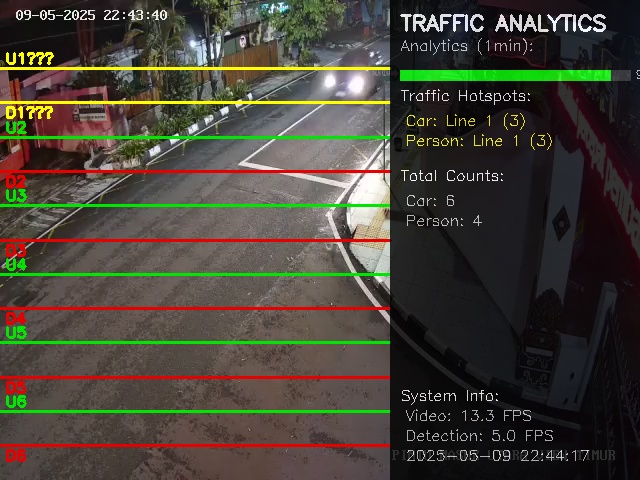 09-05-2025 22:43:40
TRAFFIC ANALYTICS
Analytics (1min):
9
U1???
D1???
U2
D2
U3
D3
U4
D4
U5
D5
U6
D6
Traffic Hotspots:
Car: Line 1 (3)
Person: Line 1 (3)
Total Counts:
Car: 6
Person: 4
System Info:
Video: 13.3 FPS
Detection: 5.0 FPS
2025-05-09 22:44:17
TIMUR